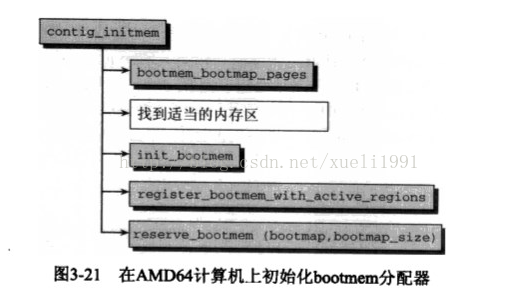 contig_initmem
bootmem_bootmap_pages
找到适当的内存区
init_bootmem
register_bootmem_with_active_regions
reserve_bootmem (bootmap,bootmap_size)
图3-21 在AMD64计算机上初始化bootmem分配器
csdn.net/xueli1991